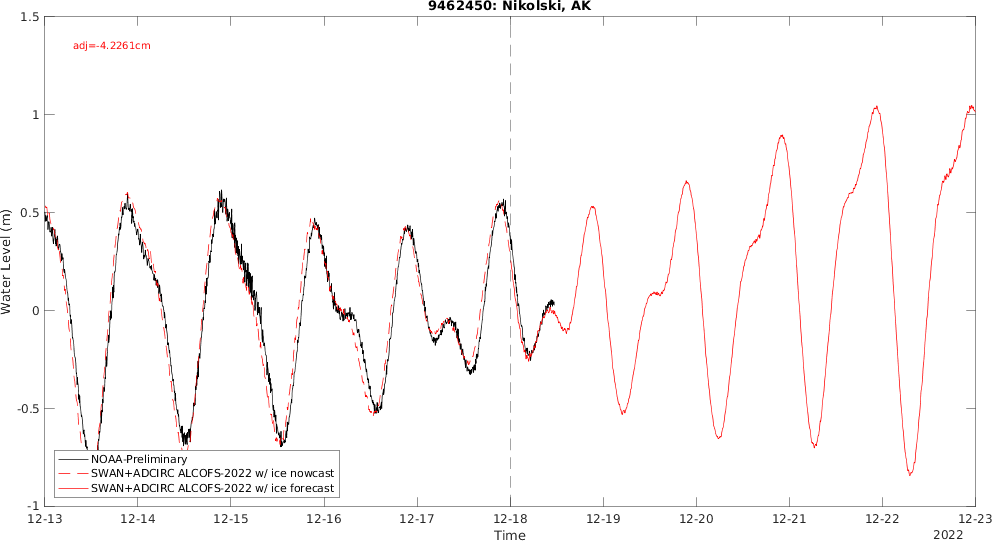 9462450: Nikolski, AK
adj=-4.2261cm
1.5
1
0.5
0
-0.5
-1
Water Level (m)
NOAA-Preliminary
SWAN+ADCIRC ALCOFS-2022 w/ ice nowcast
SWAN+ADCIRC ALCOFS-2022 w/ ice forecast
12-13 12-14 12-15 12-16 12-17 12-18 12-19 12-20 12-21 12-22 12-23
Time
2022